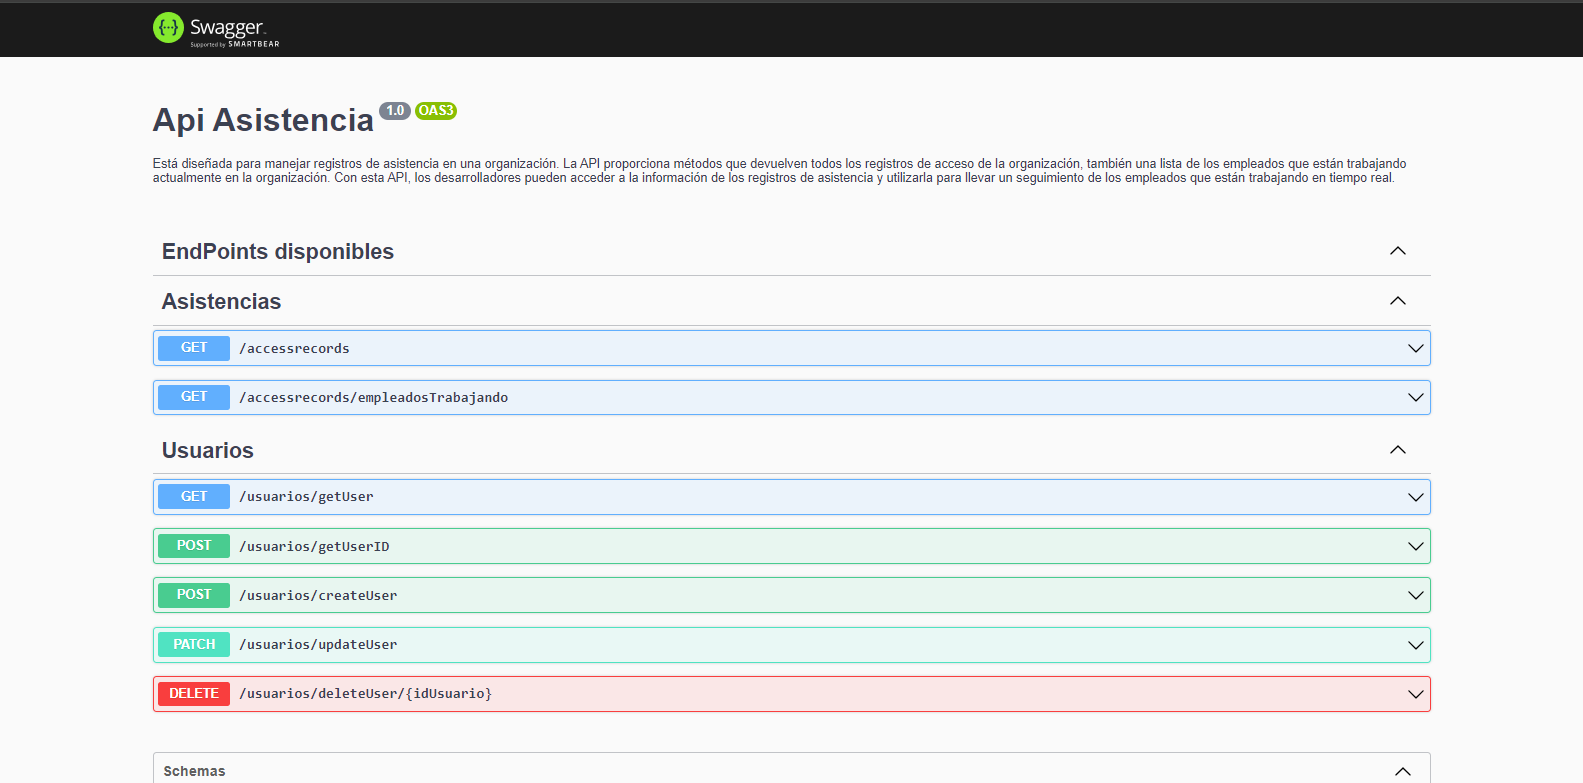 Swagger
Supported by SMARTBEAR
Api Asistencia 1.0 OAS3
Está diseñada para manejar registros de asistencia en una organización. La API proporciona métodos que devuelven todos los registros de acceso de la organización, también una lista de los empleados que están trabajando
actualmente en la organización. Con esta API, los desarrolladores pueden acceder a la información de los registros de asistencia y utilizarla para llevar un seguimiento de los empleados que están trabajando en tiempo real.
EndPoints disponibles
Asistencias
GET /accessrecords
GET /accessrecords/empleadosTrabajando
Usuarios
GET /usuarios/getUser
POST /usuarios/getUserID
POST /usuarios/createUser
PATCH /usuarios/updateUser
DELETE /usuarios/deleteUser/{idUsuario}
Schemas